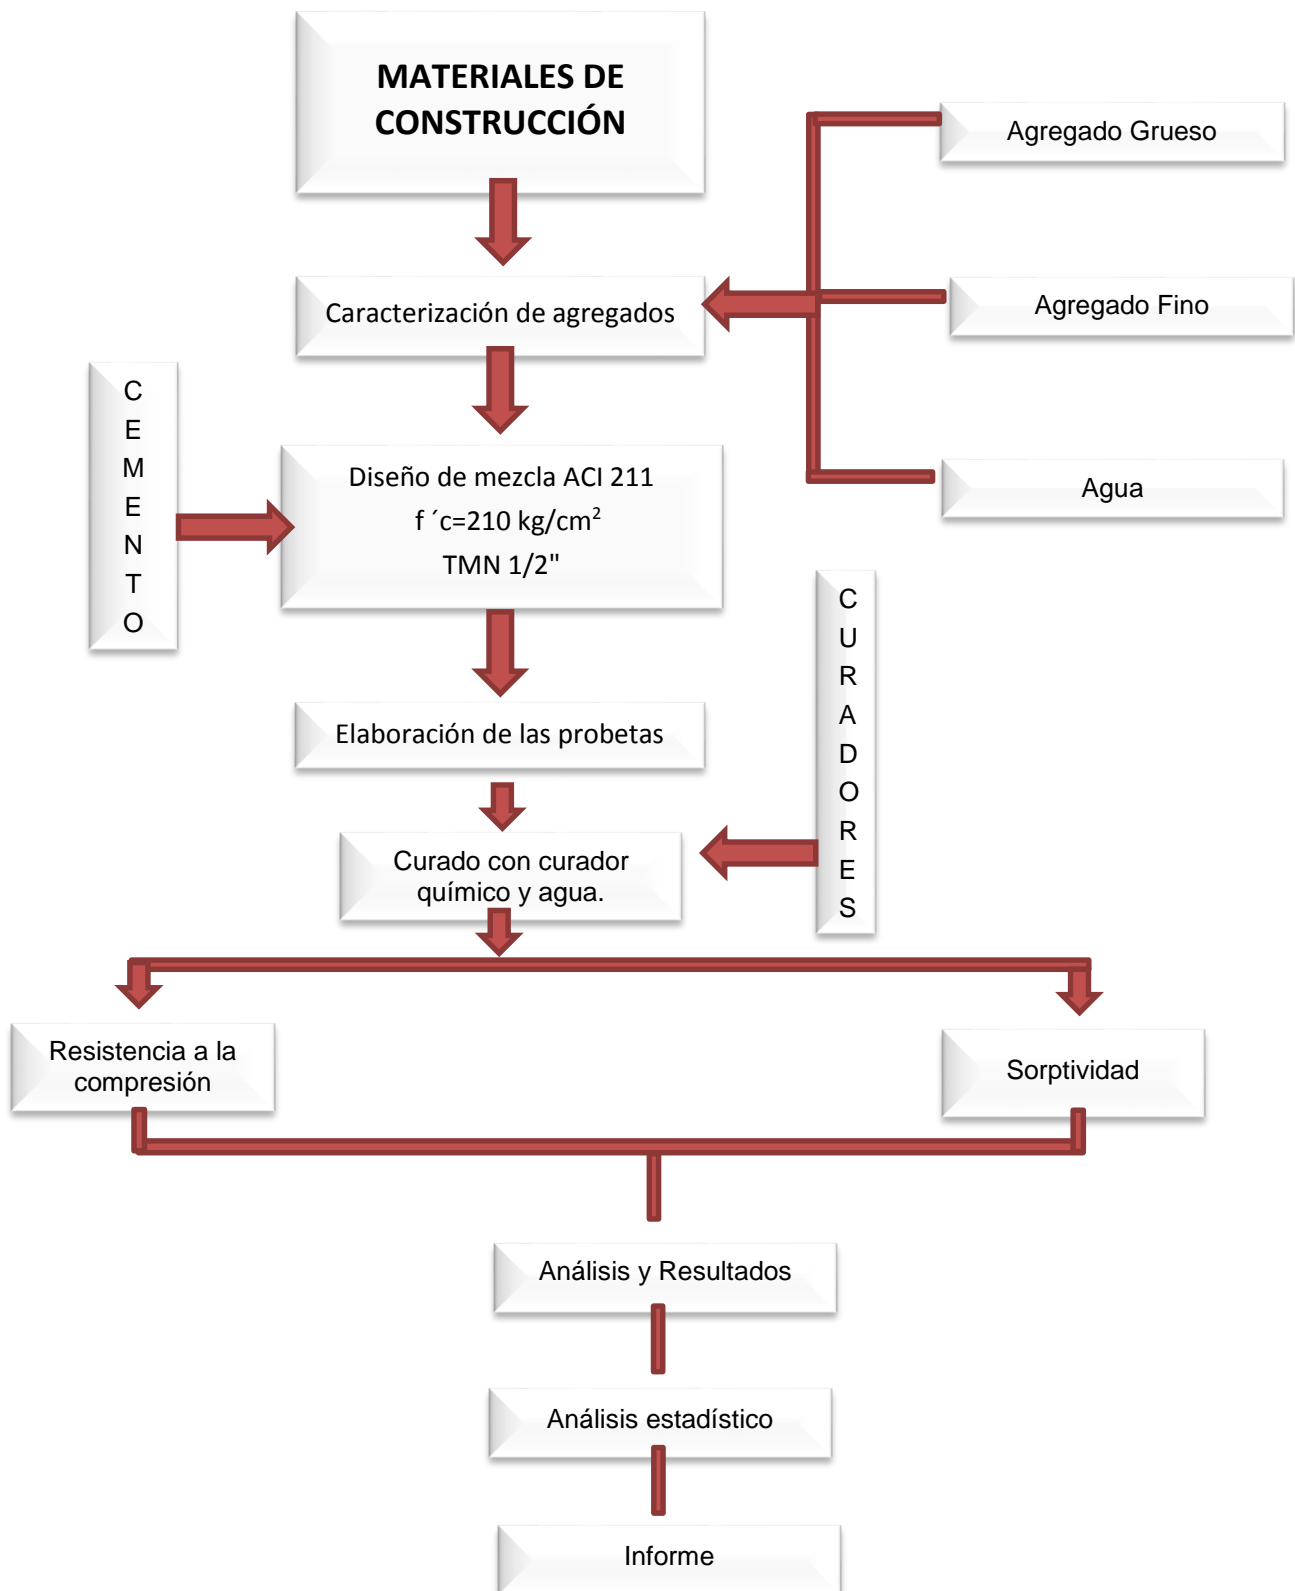 MATERIALES DE
CONSTRUCCIÓN
Agregado Grueso
Caracterización de agregados
Agregado Fino
Agua
CEMENTO
Diseño de mezcla ACI 211
f ´c=210 kg/cm²
TMN 1/2"
CURADORES
Elaboración de las probetas
Curado con curador
químico y agua.
Resistencia a la
compresión
Sorptividad
Análisis y Resultados
Análisis estadístico
Informe